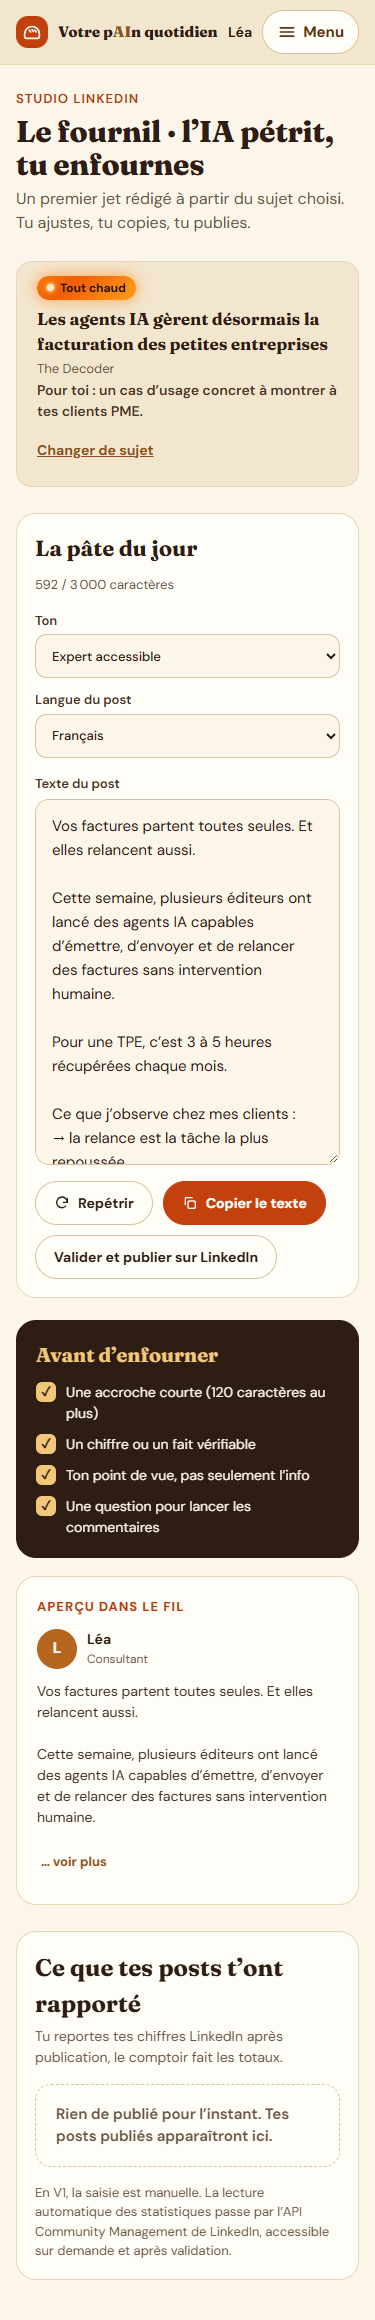 Votre pAIn quotidien Léa Menu
STUDIO LINKEDIN
Le fournil · l’IA pétrit,
tu enfournes
Un premier jet rédigé à partir du sujet choisi.
Tu ajustes, tu copies, tu publies.
Tout chaud
Les agents IA gèrent désormais la
facturation des petites entreprises
The Decoder
Pour toi : un cas d’usage concret à montrer à
tes clients PME.
Changer de sujet
La pâte du jour
592 / 3 000 caractères
Ton
Expert accessible
Langue du post
Français
Texte du post
Vos factures partent toutes seules. Et
elles relancent aussi.
Cette semaine, plusieurs éditeurs ont
lancé des agents IA capables
d’émettre, d’envoyer et de relancer
des factures sans intervention
humaine.
Pour une TPE, c’est 3 à 5 heures
récupérées chaque mois.
Ce que j’observe chez mes clients :
→ la relance est la tâche la plus
repoussée
Repétrir
Copier le texte
Valider et publier sur LinkedIn
Avant d’enfourner
✓ Une accroche courte (120 caractères au
plus)
✓ Un chiffre ou un fait vérifiable
✓ Ton point de vue, pas seulement l’info
✓ Une question pour lancer les
commentaires
APERÇU DANS LE FIL
L
Léa
Consultant
Vos factures partent toutes seules. Et elles
relancent aussi.
Cette semaine, plusieurs éditeurs ont lancé
des agents IA capables d’émettre, d’envoyer
et de relancer des factures sans intervention
humaine.
… voir plus
Ce que tes posts t’ont
rapporté
Tu reportes tes chiffres LinkedIn après
publication, le comptoir fait les totaux.
Rien de publié pour l’instant. Tes
posts publiés apparaîtront ici.
En V1, la saisie est manuelle. La lecture
automatique des statistiques passe par l’API
Community Management de LinkedIn, accessible
sur demande et après validation.